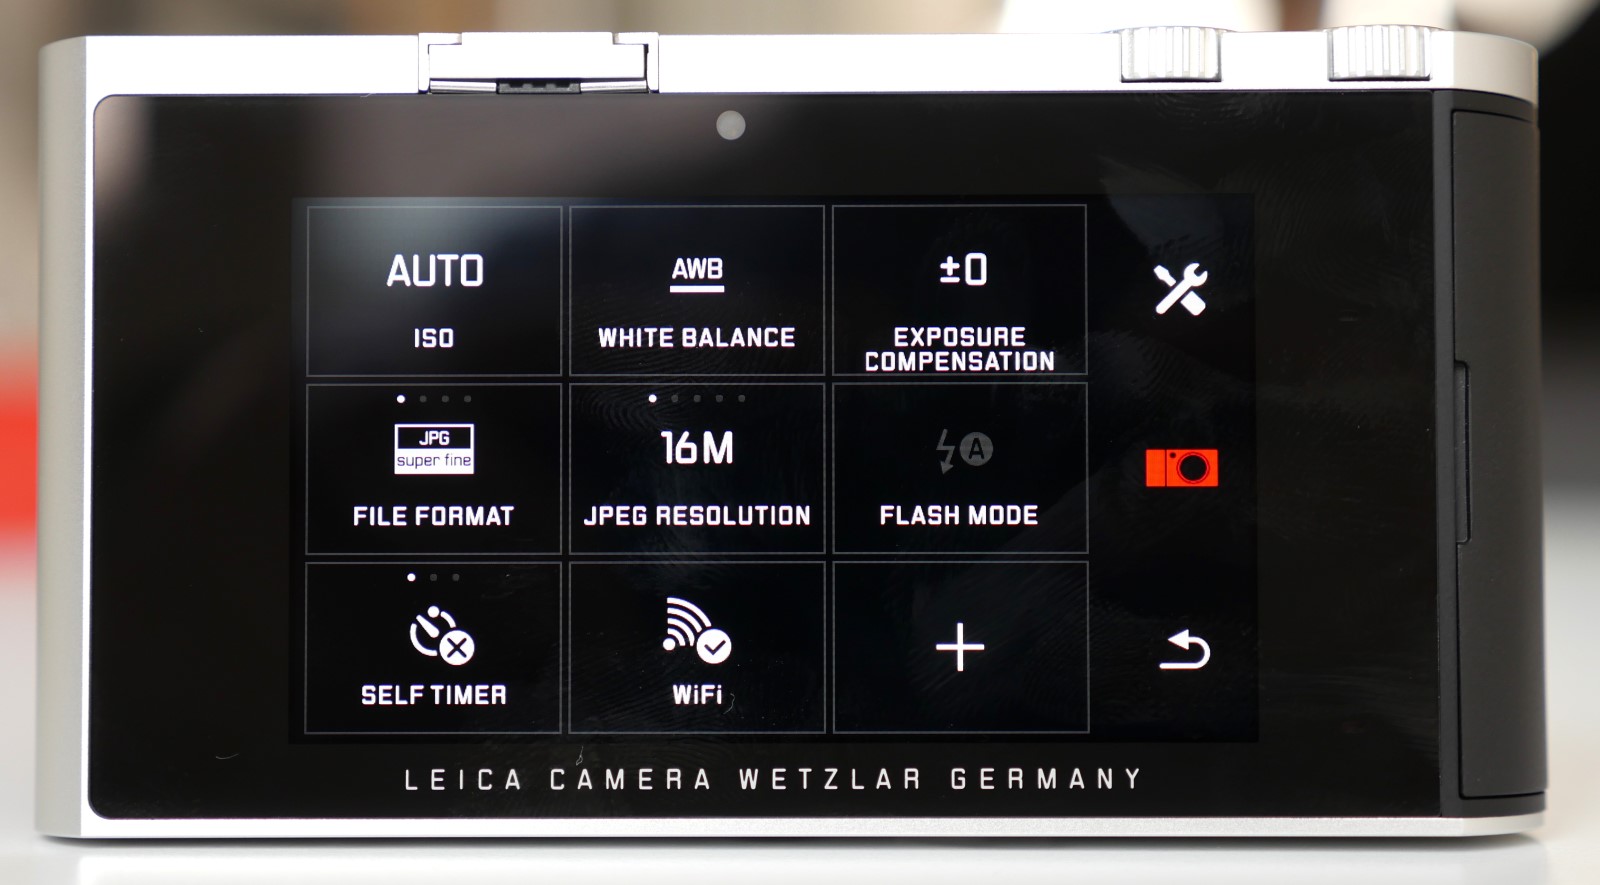 AUTO
ISO
AWB
WHITE BALANCE
±0
EXPOSURE
COMPENSATION
JPG
super fine
FILE FORMAT
16M
JPEG RESOLUTION
A
FLASH MODE
SELF TIMER
WiFi
LEICA CAMERA WETZLAR GERMANY